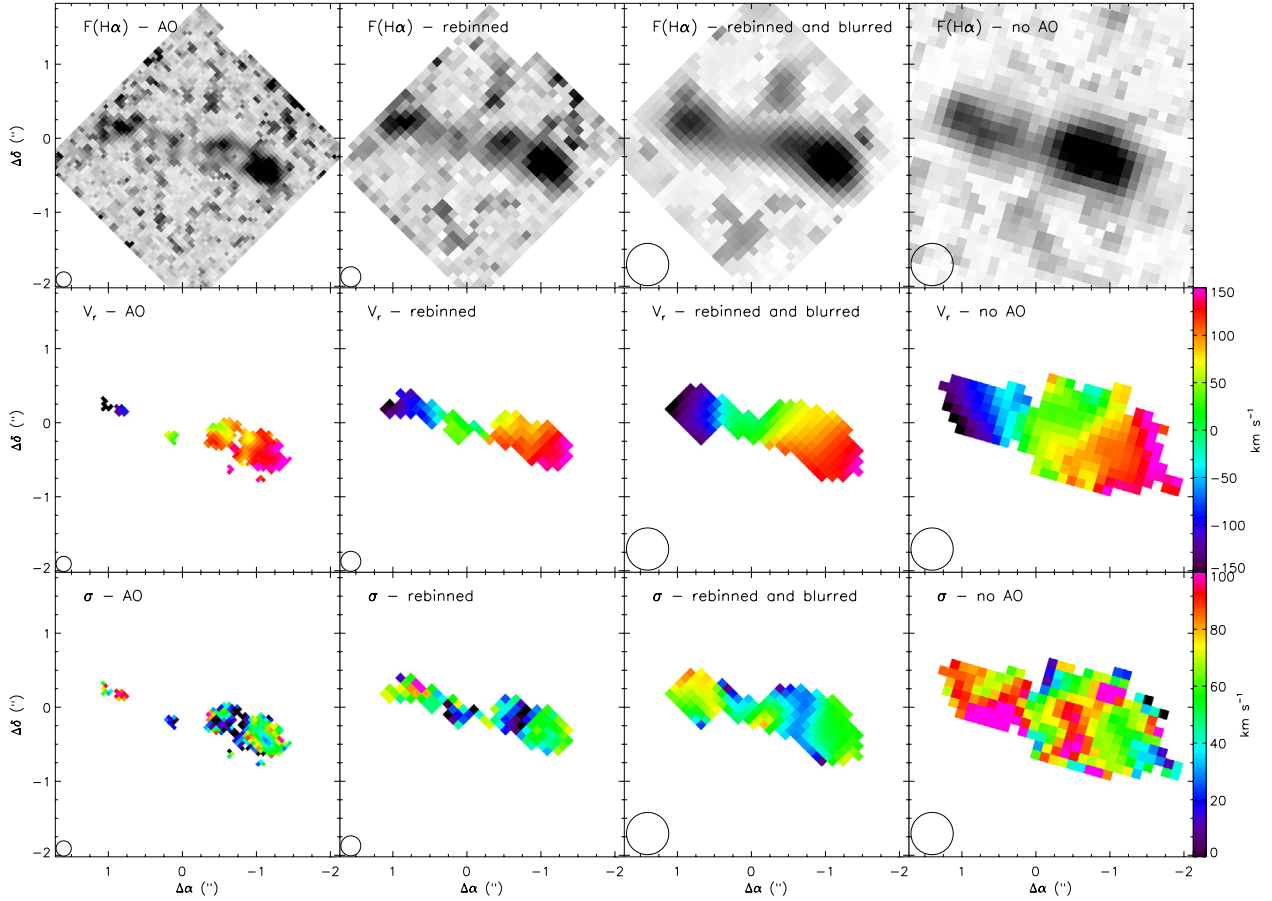 F(Hα) − AO
F(Hα) − rebinned
F(Hα) − rebinned and blurred
F(Hα) − no AO
1
0
−1
−2
Δδ ('')
Vr − AO
Vr − rebinned
Vr − rebinned and blurred
Vr − no AO
1
0
−1
−2
Δδ ('')
150
100
50
0
−50
−100
−150
km s−1
σ − AO
σ − rebinned
σ − rebinned and blurred
σ − no AO
1
0
−1
−2
Δδ ('')
100
80
60
40
20
0
km s−1
1 0 −1 −2
1 0 −1 −2
1 0 −1 −2
1 0 −1 −2
Δα ('')
Δα ('')
Δα ('')
Δα ('')